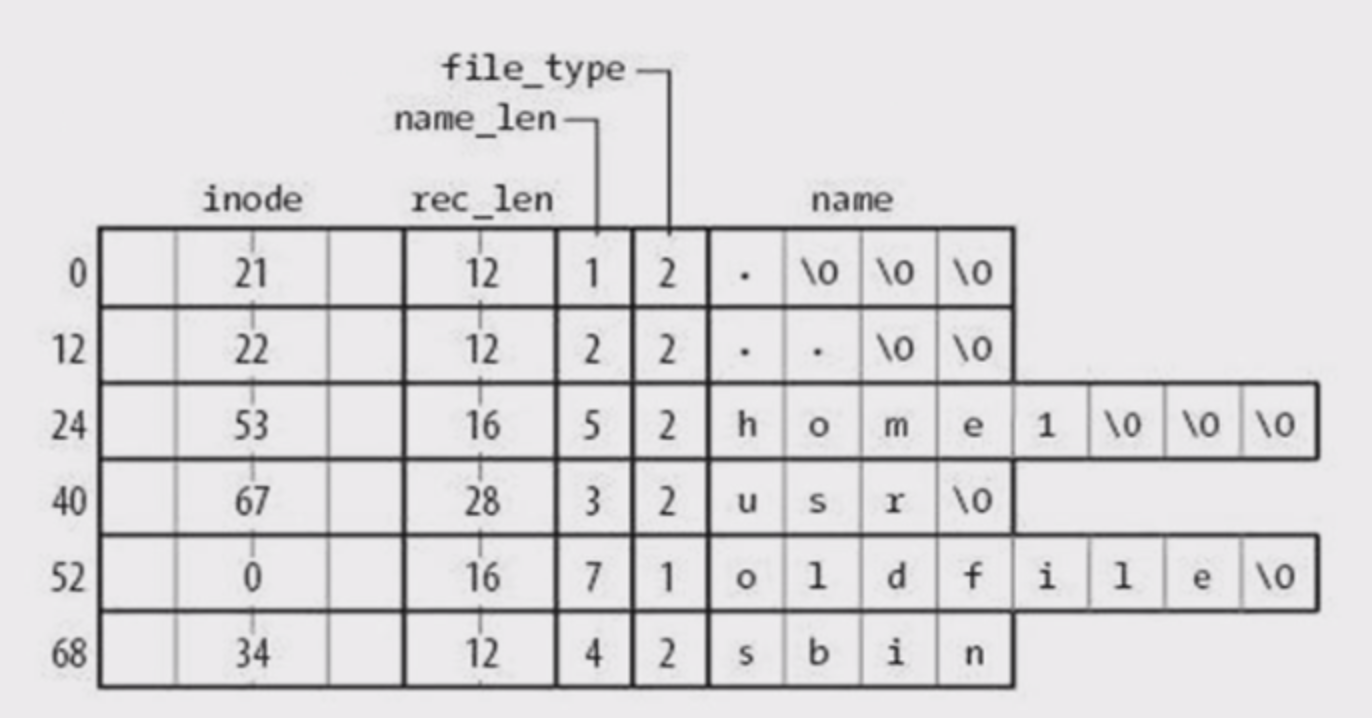 file_type
name_len
inode rec_len name
0 21 12 1 2 . \0 \0 \0
12 22 12 2 2 . . \0 \0
24 53 16 5 2 h o m e 1 \0 \0 \0
40 67 28 3 2 u s r \0
52 0 16 7 1 o l d f i l e \0
68 34 12 4 2 s b i n